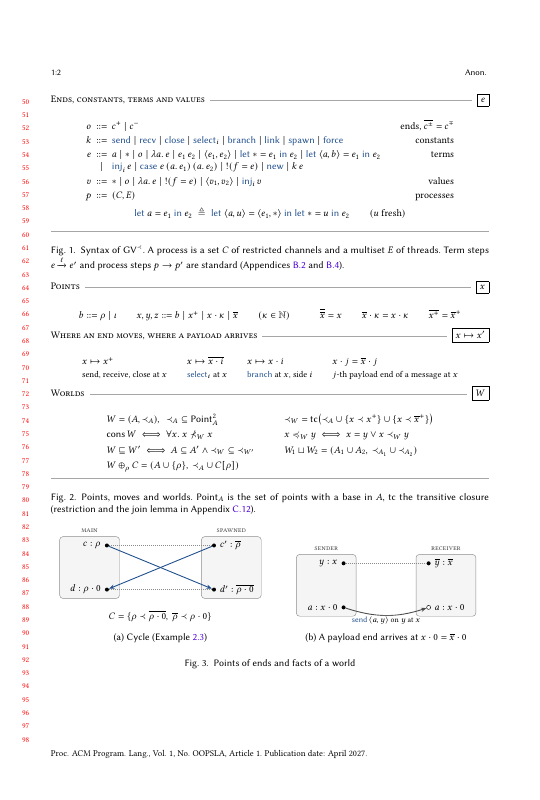 1:2 Anon.
50 ENDS, CONSTANTS, TERMS AND VALUES e
51
52 o ::= c⁺ | c⁻ ends, c̅±̅ = c∓
53 k ::= send | recv | close | selectᵢ | branch | link | spawn | force constants
54 e ::= a | * | o | λa. e | e₁ e₂ | ⟨e₁, e₂⟩ | let * = e₁ in e₂ | let ⟨a, b⟩ = e₁ in e₂ terms
55 | injᵢ e | case e (a. e₁) (a. e₂) | !(f = e) | new | k e
56 v ::= * | o | λa. e | !(f = e) | ⟨v₁, v₂⟩ | injᵢ v values
57 p ::= (C, E) processes
58
59 let a = e₁ in e₂ ≜ let ⟨a, u⟩ = ⟨e₁, *⟩ in let * = u in e₂ (u fresh)
60
61 Fig. 1. Syntax of GV≺. A process is a set C of restricted channels and a multiset E of threads. Term steps
62
63 e →ℓ e′ and process steps p → p′ are standard (Appendices B.2 and B.4).
64 POINTS x
65
66 b ::= ρ | ι x, y, z ::= b | x⁺ | x · κ | x̅ (κ ∈ ℕ) x̿ = x x̅ · κ̅ = x · κ x̅⁺̅ = x̅⁺
67
68 WHERE AN END MOVES, WHERE A PAYLOAD ARRIVES x ↦ x′
69
70 x ↦ x⁺ x ↦ x̅ ·̅ i̅ x ↦ x · i x · j = x̅ · j
71 send, receive, close at x selectᵢ at x branch at x, side i j-th payload end of a message at x
72 WORLDS W
73
74 W = (A, ≺_A), ≺_A ⊆ Point²_A ≺_W = tc(≺_A ∪ {x ≺ x⁺} ∪ {x ≺ x̅⁺})
75
76 cons W ⟺ ∀x. x ⊀_W x x ≼_W y ⟺ x = y ∨ x ≺_W y
77 W ⊑ W′ ⟺ A ⊆ A′ ∧ ≺_W ⊆ ≺_W′ W₁ ⊔ W₂ = (A₁ ∪ A₂, ≺_A₁ ∪ ≺_A₂)
78 W ⊕_ρ C = (A ∪ {ρ}, ≺_A ∪ C[ρ])
79
80 Fig. 2. Points, moves and worlds. Point_A is the set of points with a base in A, tc the transitive closure
81 (restriction and the join lemma in Appendix C.12).
82
83 MAIN SPAWNED
84 c : ρ c′ : ρ̅
85 SENDER RECEIVER
86 y : x y̅ : x̅
87 d : ρ · 0 d′ : ρ̅ ·̅ 0̅
88 a : x · 0 a : x · 0
89 C = {ρ ≺ ρ̅ ·̅ 0̅, ρ̅ ≺ ρ · 0} send ⟨a, y⟩ on y at x
90
91 (a) Cycle (Example 2.3) (b) A payload end arrives at x · 0 = x̅ · 0
92
93 Fig. 3. Points of ends and facts of a world
94
95
96
97
98
Proc. ACM Program. Lang., Vol. 1, No. OOPSLA, Article 1. Publication date: April 2027.